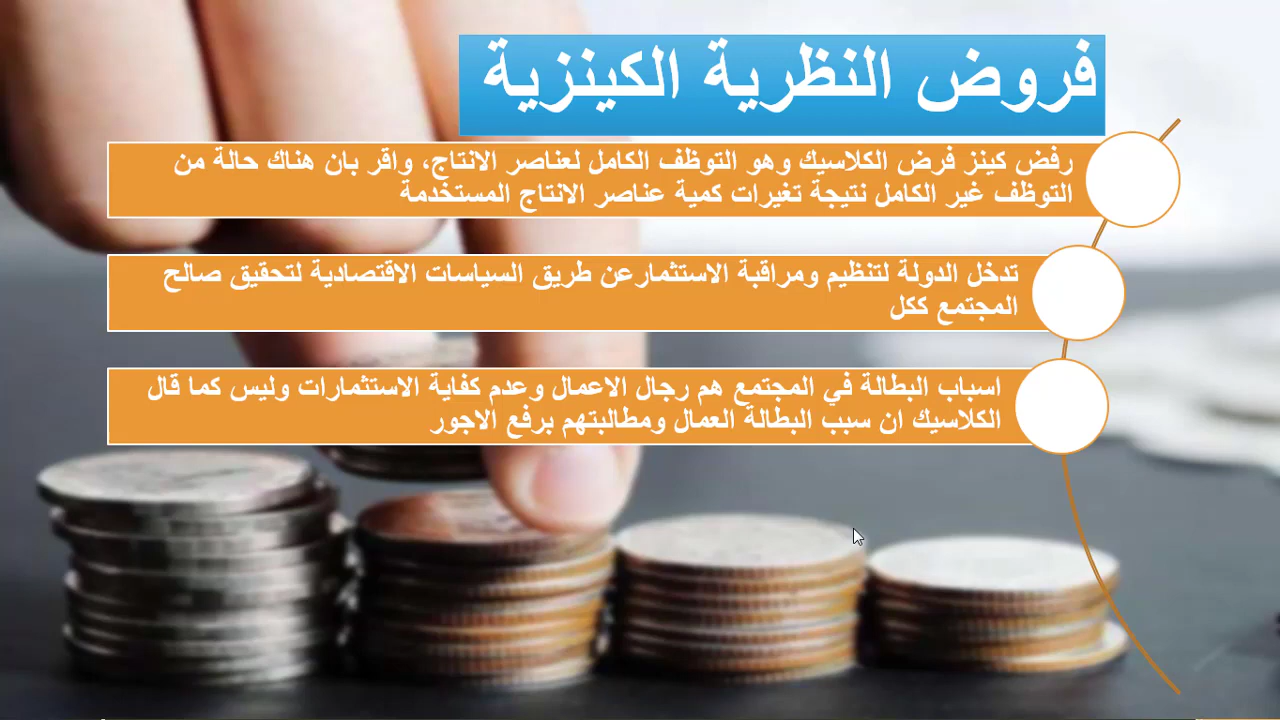 فروض النظرية الكينزية
رفض كينز فرض الكلاسيك وهو التوظف الكامل لعناصر الانتاج، واقر بان هناك حالة من
التوظف غير الكامل نتيجة تغيرات كمية عناصر الانتاج المستخدمة
تدخل الدولة لتنظيم ومراقبة الاستثمارعن طريق السياسات الاقتصادية لتحقيق صالح
المجتمع ككل
اسباب البطالة في المجتمع هم رجال الاعمال وعدم كفاية الاستثمارات وليس كما قال
الكلاسيك ان سبب البطالة العمال ومطالبتهم برفع الاجور